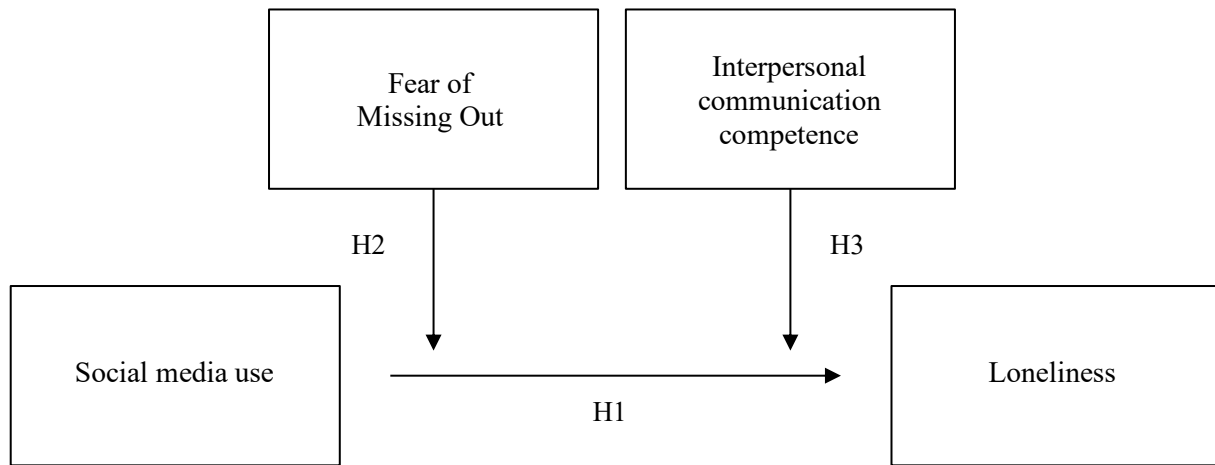 Fear of
Missing Out
Interpersonal
communication
competence
H2
H3
Social media use
Loneliness
H1